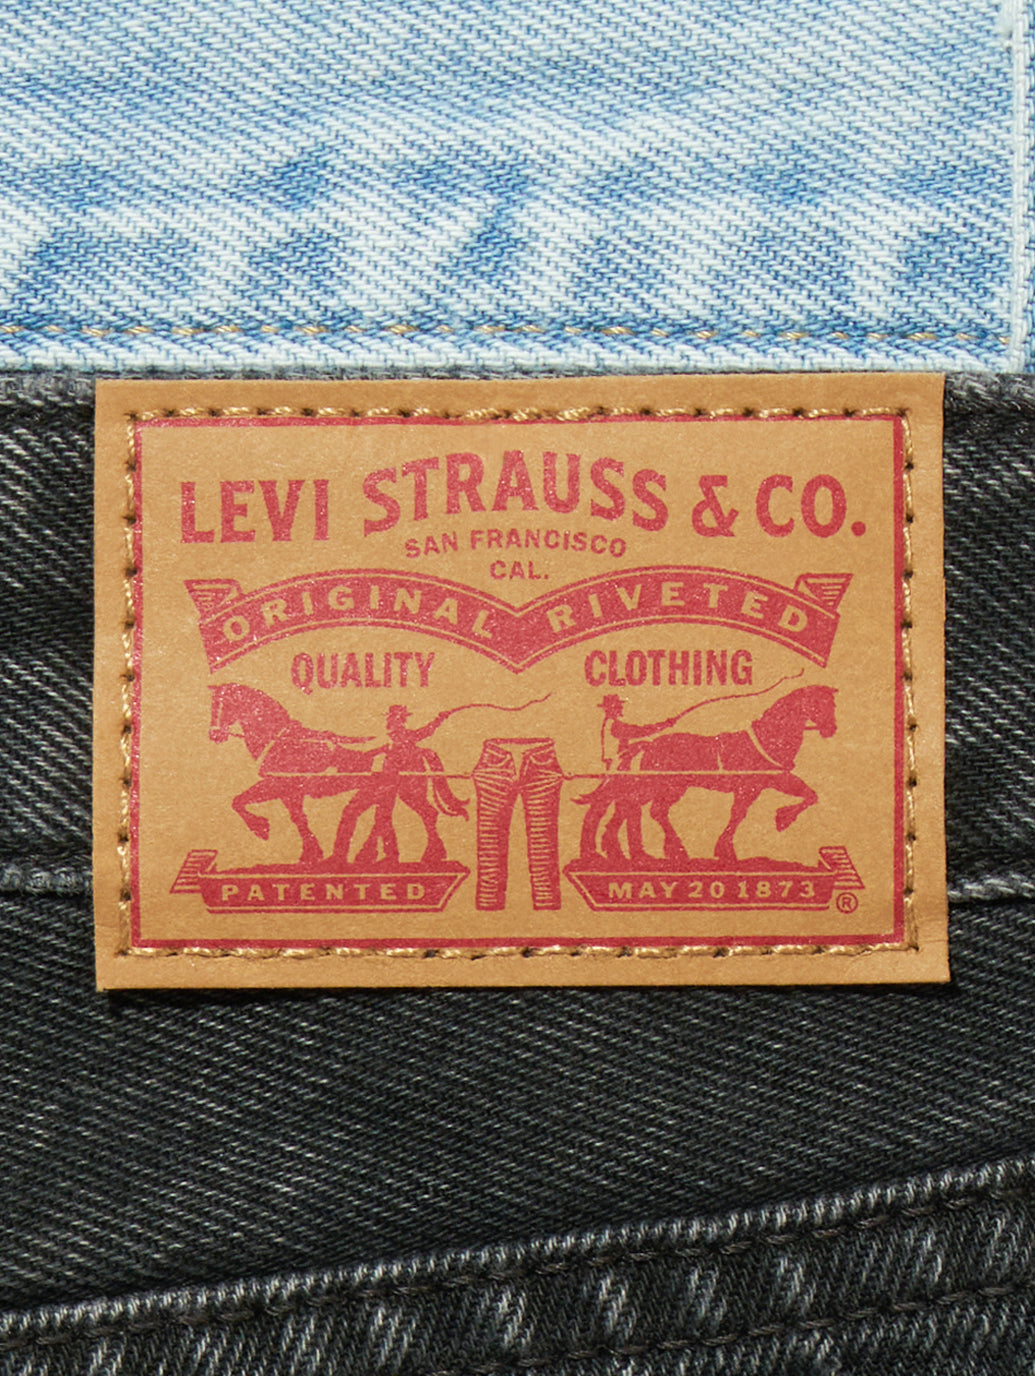 LEVI STRAUSS & CO.
SAN FRANCISCO
CAL.
ORIGINAL RIVETED
QUALITY CLOTHING
PATENTED MAY 20 1873 ®